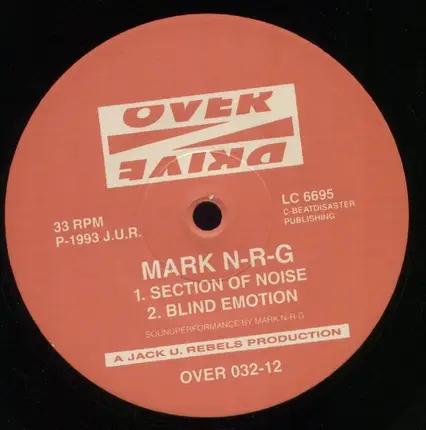 OVER
DRIVE
33 RPM
P-1993 J.U.R.
LC 6695
C-BEATDISASTER
PUBLISHING
MARK N-R-G
1. SECTION OF NOISE
2. BLIND EMOTION
SOUNDPERFORMANCE BY MARK N-R-G
A JACK U. REBELS PRODUCTION
OVER 032-12